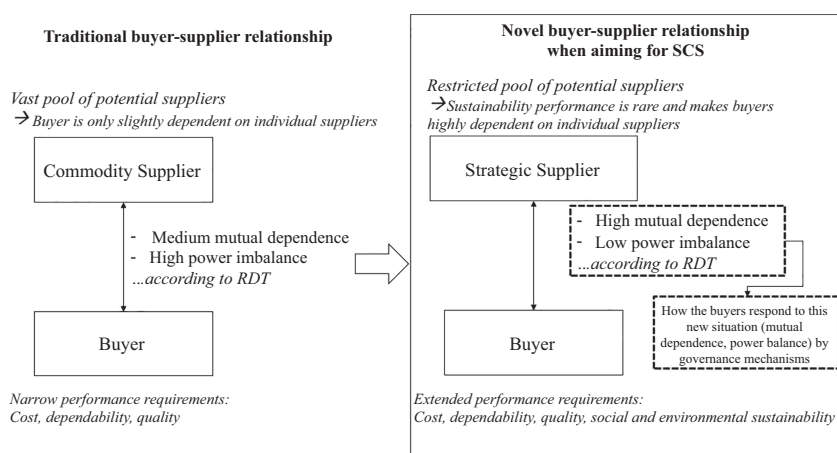 Traditional buyer-supplier relationship
Vast pool of potential suppliers
→ Buyer is only slightly dependent on individual suppliers
Commodity Supplier
- Medium mutual dependence
- High power imbalance
...according to RDT
Buyer
Narrow performance requirements:
Cost, dependability, quality
Novel buyer-supplier relationship
when aiming for SCS
Restricted pool of potential suppliers
→ Sustainability performance is rare and makes buyers
highly dependent on individual suppliers
Strategic Supplier
- High mutual dependence
- Low power imbalance
...according to RDT
How the buyers respond to this
new situation (mutual
dependence, power balance) by
governance mechanisms
Buyer
Extended performance requirements:
Cost, dependability, quality, social and environmental sustainability